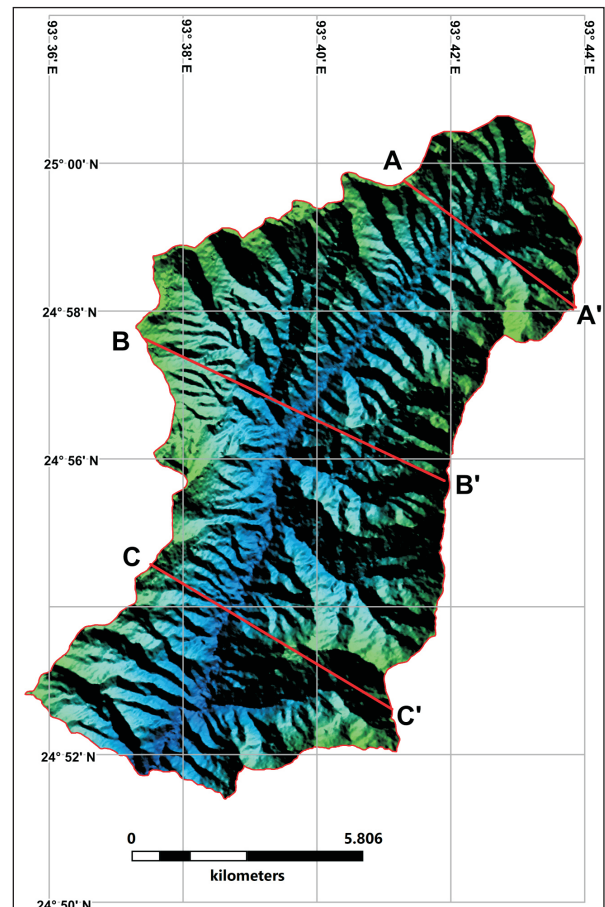 93° 36' E
93° 38' E
93° 40' E
93° 42' E
93° 44' E
25° 00' N
A
24° 58' N
A'
B
24° 56' N
B'
C
C'
24° 52' N
0 5.806
kilometers
24° 50' N